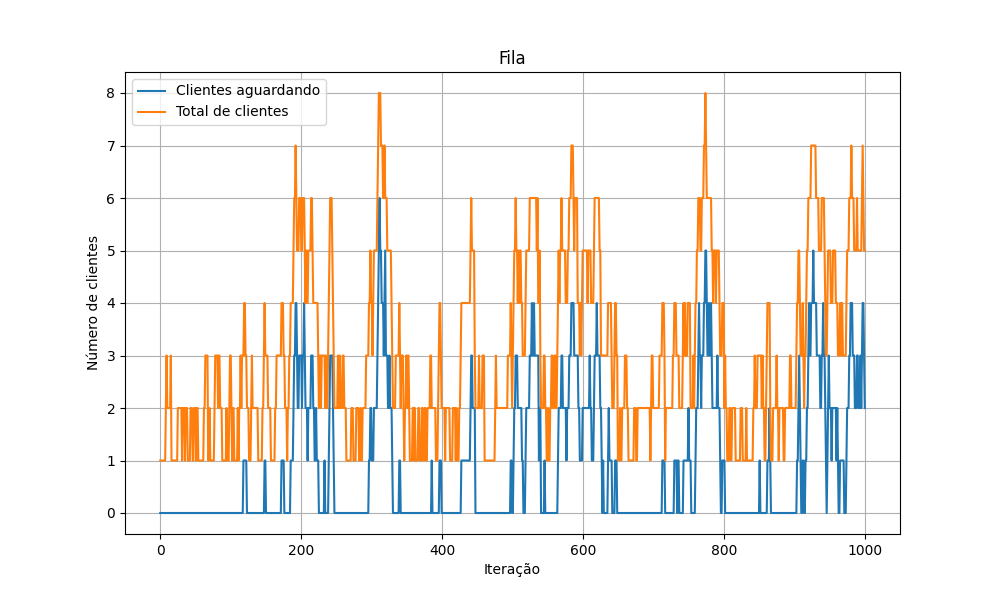 Fila
Clientes aguardando
Total de clientes
Número de clientes
8
7
6
5
4
3
2
1
0
0 200 400 600 800 1000
Iteração